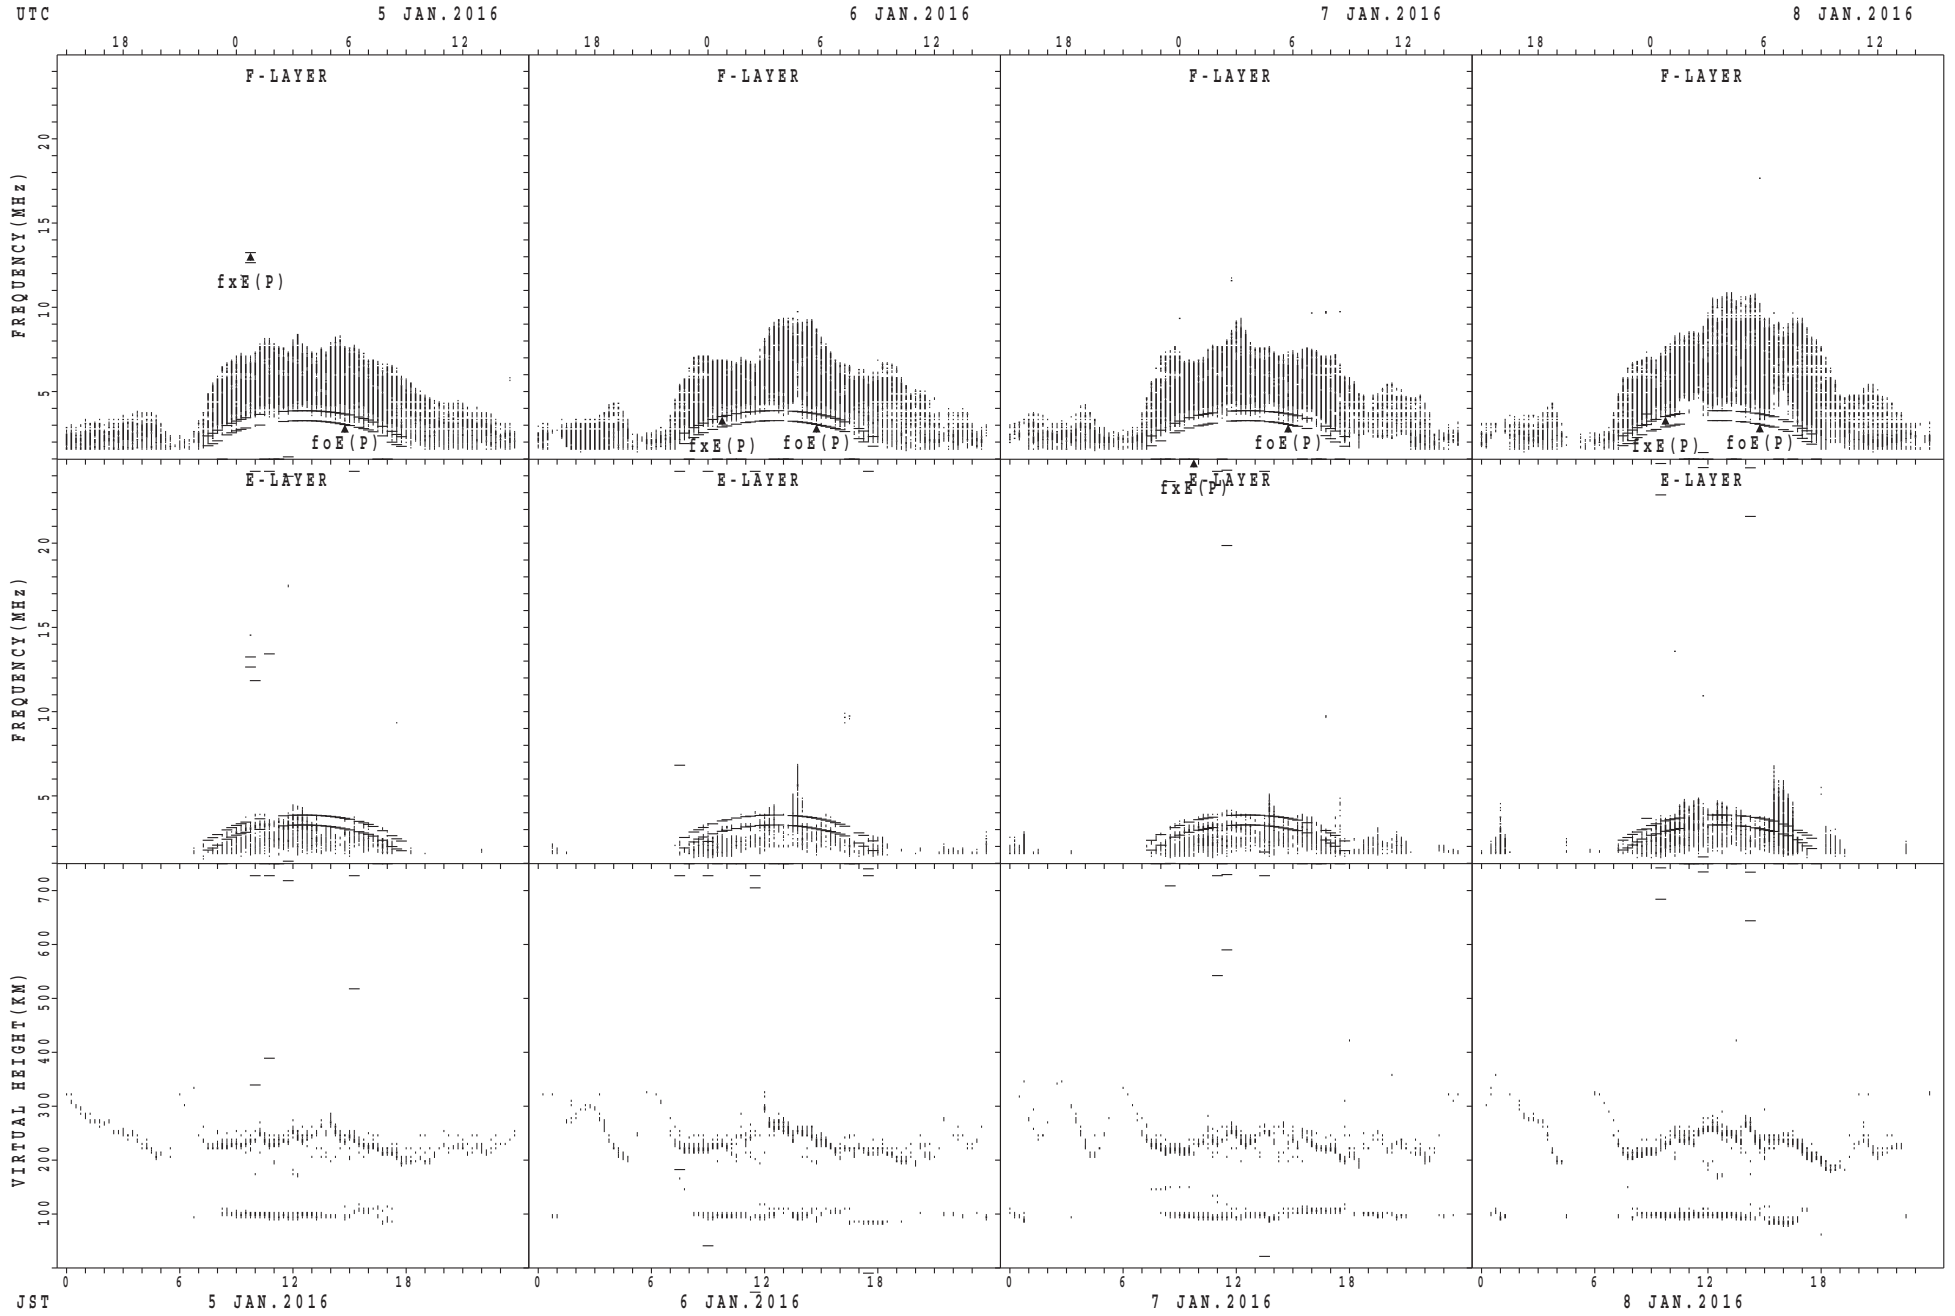 UTC 5 JAN.2016 6 JAN.2016 7 JAN.2016 8 JAN.2016
18 0 6 12 18 0 6 12 18 0 6 12 18 0 6 12
F-LAYER F-LAYER F-LAYER F-LAYER
FREQUENCY(MHz)
20
15
10
5
fxE(P)
foE(P) fxE(P) foE(P) foE(P) fxE(P) foE(P)
E-LAYER E-LAYER fxE(P) E-LAYER E-LAYER
FREQUENCY(MHz)
20
15
10
5
VIRTUAL HEIGHT(KM)
700
600
500
400
300
200
100
0 6 12 18 0 6 12 18 0 6 12 18 0 6 12 18
JST 5 JAN.2016 6 JAN.2016 7 JAN.2016 8 JAN.2016